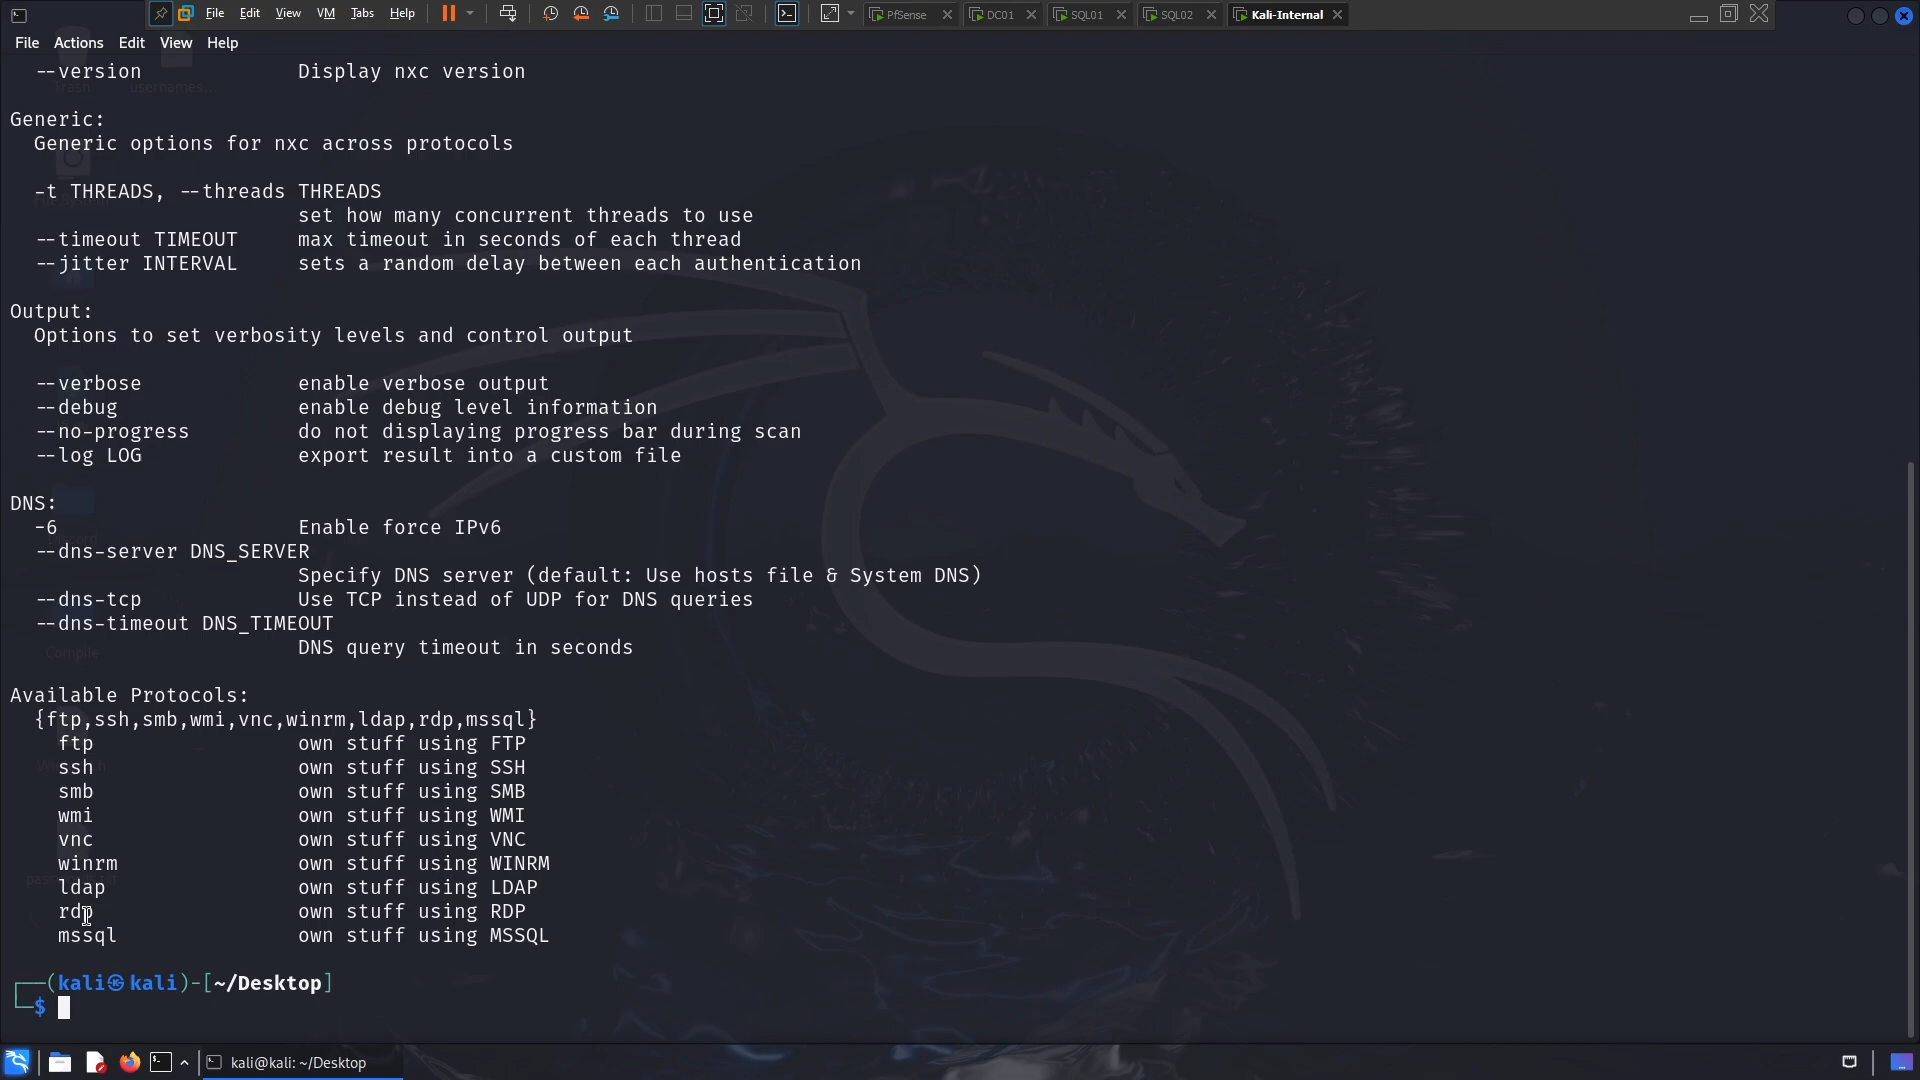 File Edit View VM Tabs Help PfSense DC01 SQL01 SQL02 Kali-Internal
File Actions Edit View Help
--version Display nxc version
Trash usernames...
Generic:
Generic options for nxc across protocols
-t THREADS, --threads THREADS
set how many concurrent threads to use
--timeout TIMEOUT max timeout in seconds of each thread
--jitter INTERVAL sets a random delay between each authentication
Output:
Options to set verbosity levels and control output
--verbose enable verbose output
--debug enable debug level information
--no-progress do not displaying progress bar during scan
--log LOG export result into a custom file
DNS:
-6 Enable force IPv6
Discord
--dns-server DNS_SERVER
Specify DNS server (default: Use hosts file & System DNS)
--dns-tcp Use TCP instead of UDP for DNS queries
--dns-timeout DNS_TIMEOUT
DNS query timeout in seconds
Compile
Available Protocols:
{ftp,ssh,smb,wmi,vnc,winrm,ldap,rdp,mssql}
ftp own stuff using FTP
ssh own stuff using SSH
smb own stuff using SMB
wmi own stuff using WMI
vnc own stuff using VNC
winrm own stuff using WINRM
ldap own stuff using LDAP
rdp own stuff using RDP
mssql own stuff using MSSQL
(kali㉿kali)-[~/Desktop]
$
kali@kali: ~/Desktop